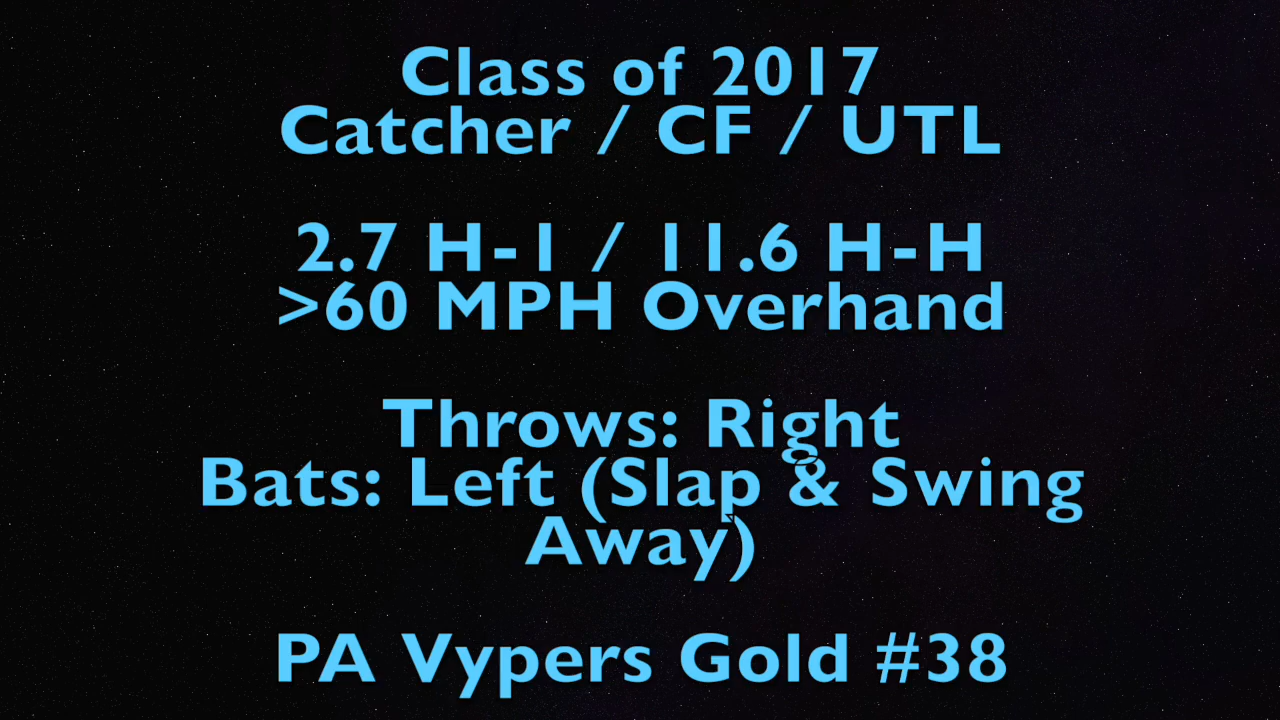 Class of 2017
Catcher / CF / UTL
2.7 H-1 / 11.6 H-H
>60 MPH Overhand
Throws: Right
Bats: Left (Slap & Swing
Away)
PA Vypers Gold #38